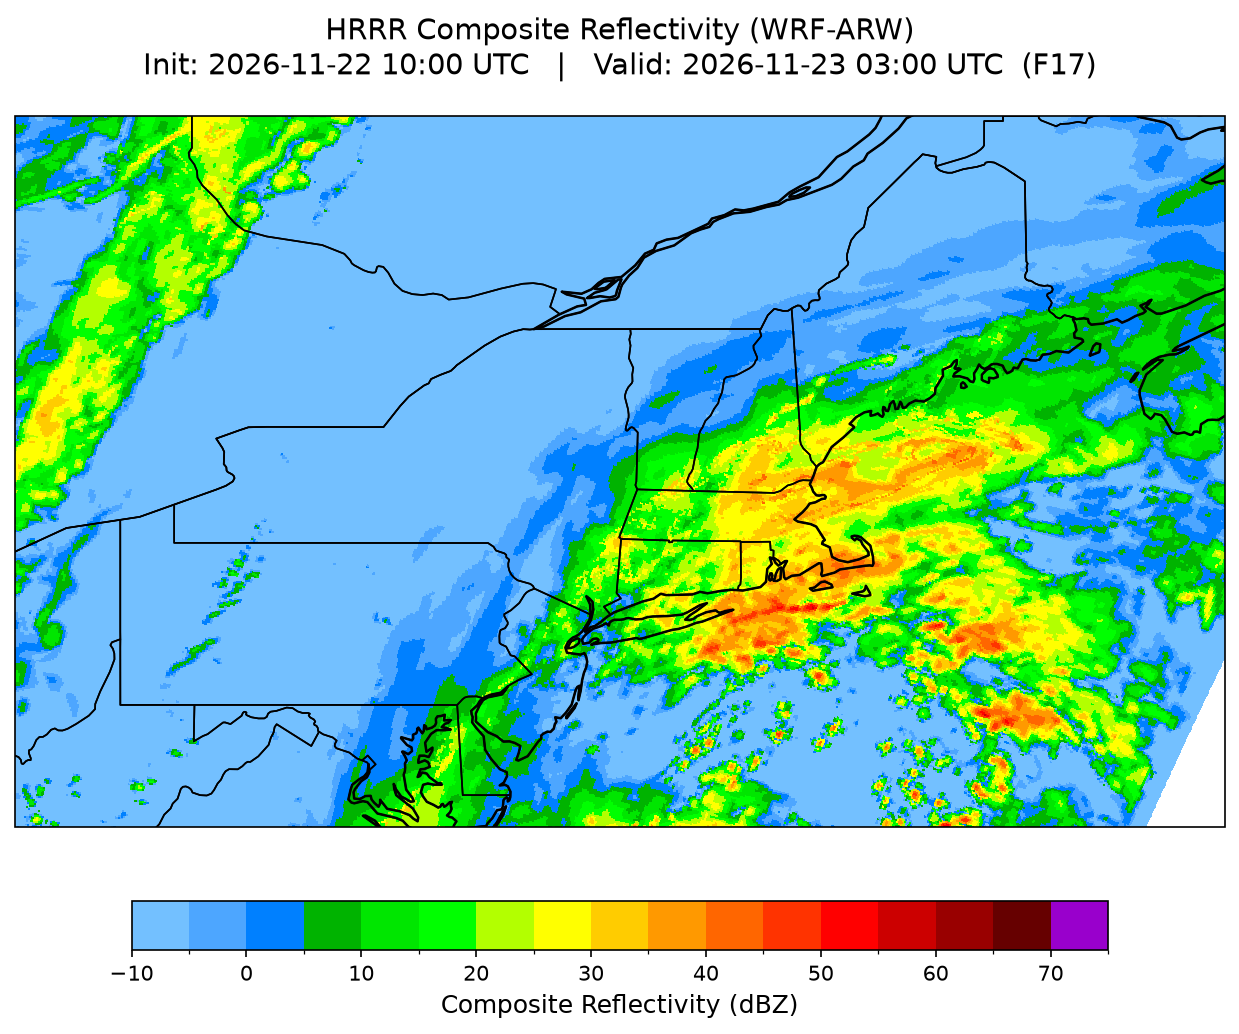 HRRR Composite Reflectivity (WRF-ARW)
Init: 2026-11-22 10:00 UTC | Valid: 2026-11-23 03:00 UTC (F17)
−10 0 10 20 30 40 50 60 70
Composite Reflectivity (dBZ)